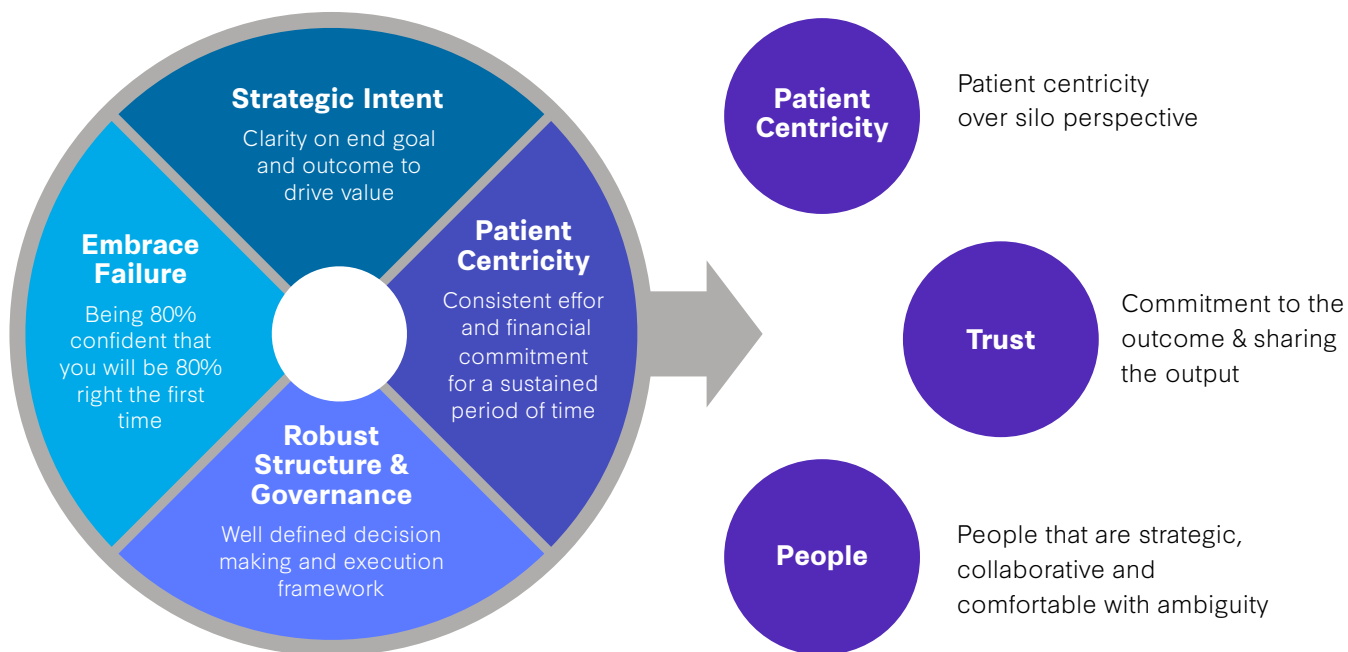 Strategic Intent
Clarity on end goal
and outcome to
drive value
Embrace
Failure
Being 80%
confident that
you will be 80%
right the first
time
Patient
Centricity
Consistent effor
and financial
commitment
for a sustained
period of time
Robust
Structure &
Governance
Well defined decision
making and execution
framework
Patient
Centricity
Patient centricity
over silo perspective
Trust
Commitment to the
outcome & sharing
the output
People
People that are strategic,
collaborative and
comfortable with ambiguity